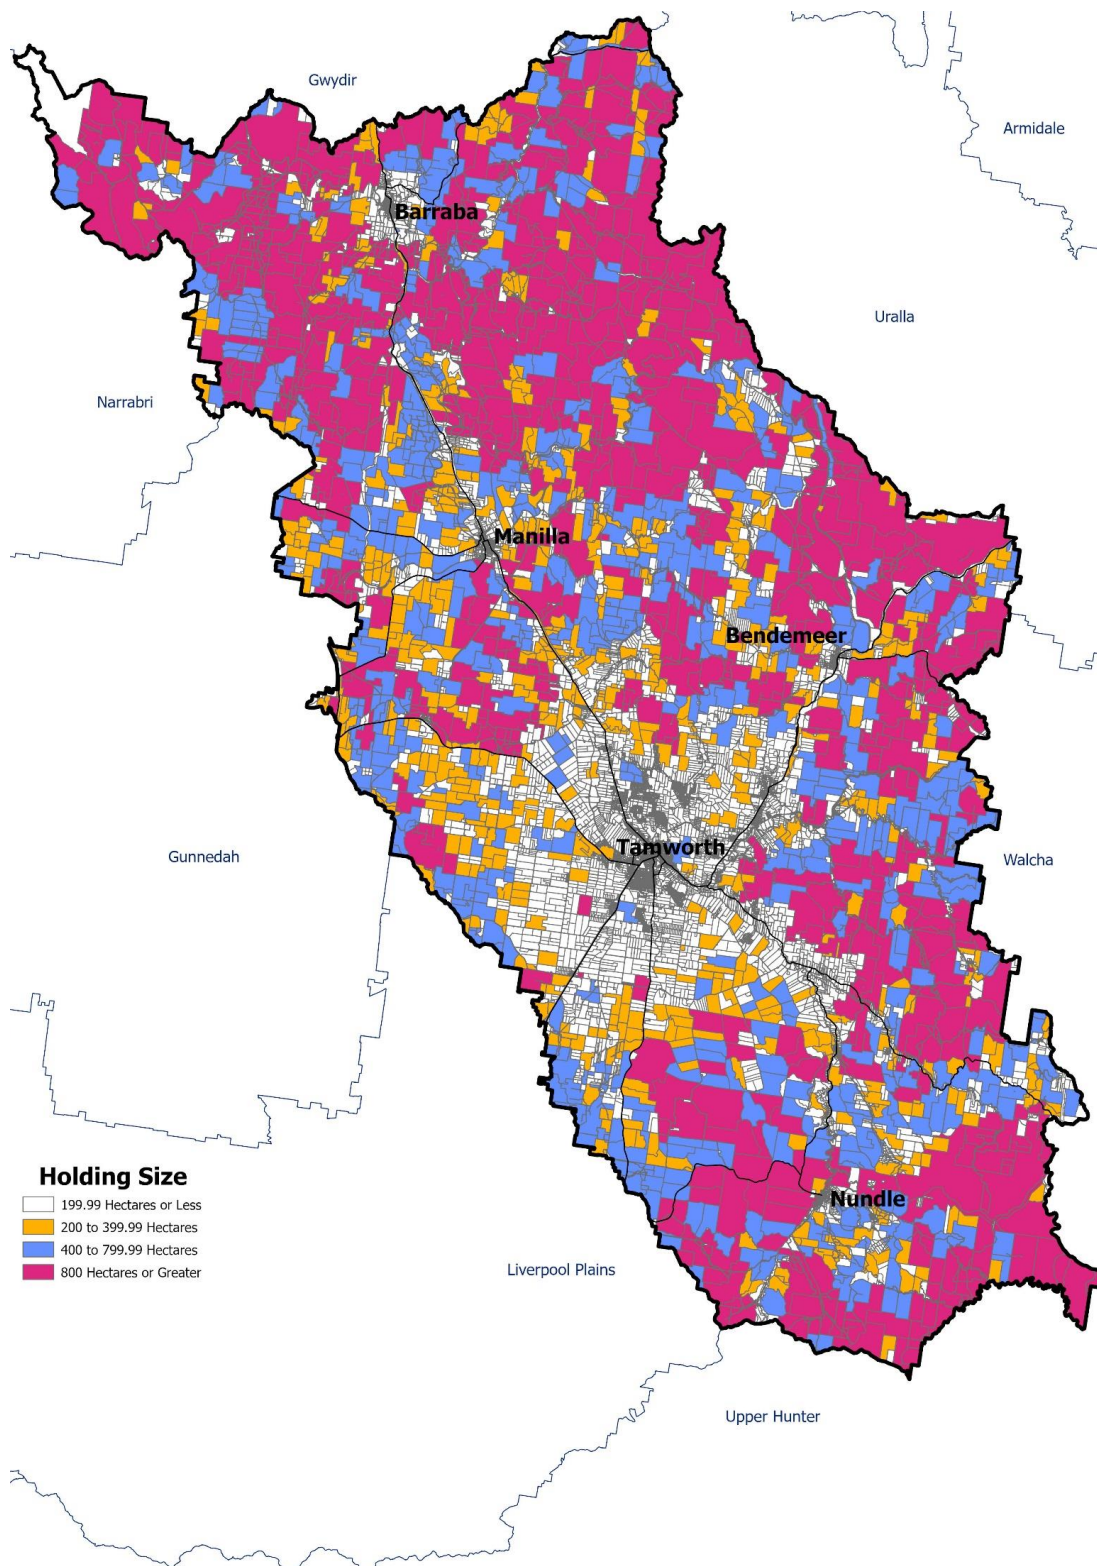 Gwydir
Armidale
Barraba
Uralla
Narrabri
Manilla
Bendemeer
Tamworth
Gunnedah
Walcha
Holding Size
199.99 Hectares or Less
200 to 399.99 Hectares
400 to 799.99 Hectares
800 Hectares or Greater
Nundle
Liverpool Plains
Upper Hunter